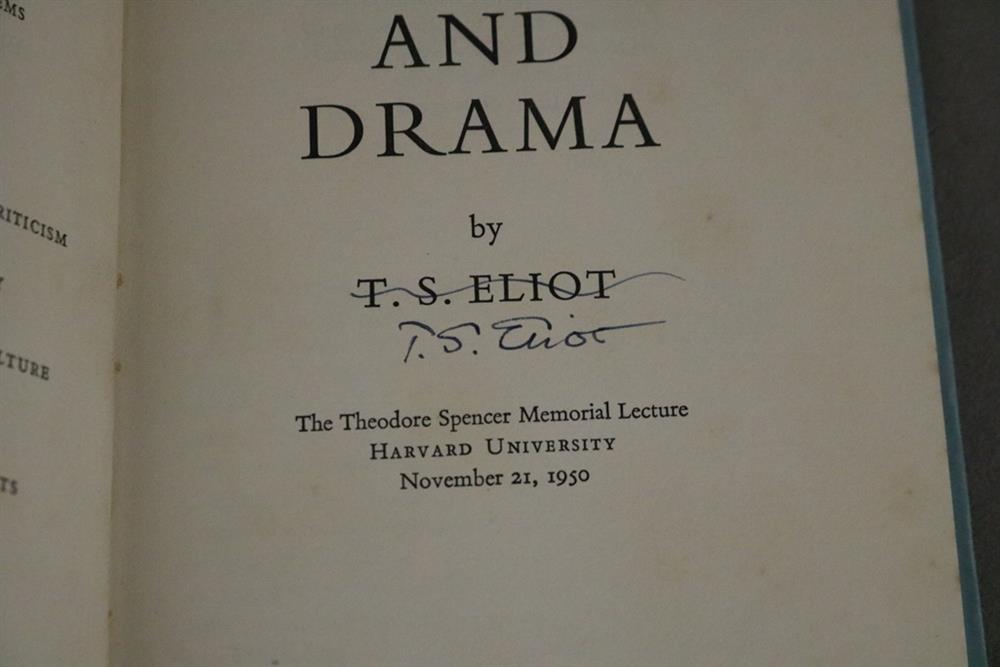 AND
DRAMA
by
T. S. ELIOT
T. S. Eliot
The Theodore Spencer Memorial Lecture
HARVARD UNIVERSITY
November 21, 1950